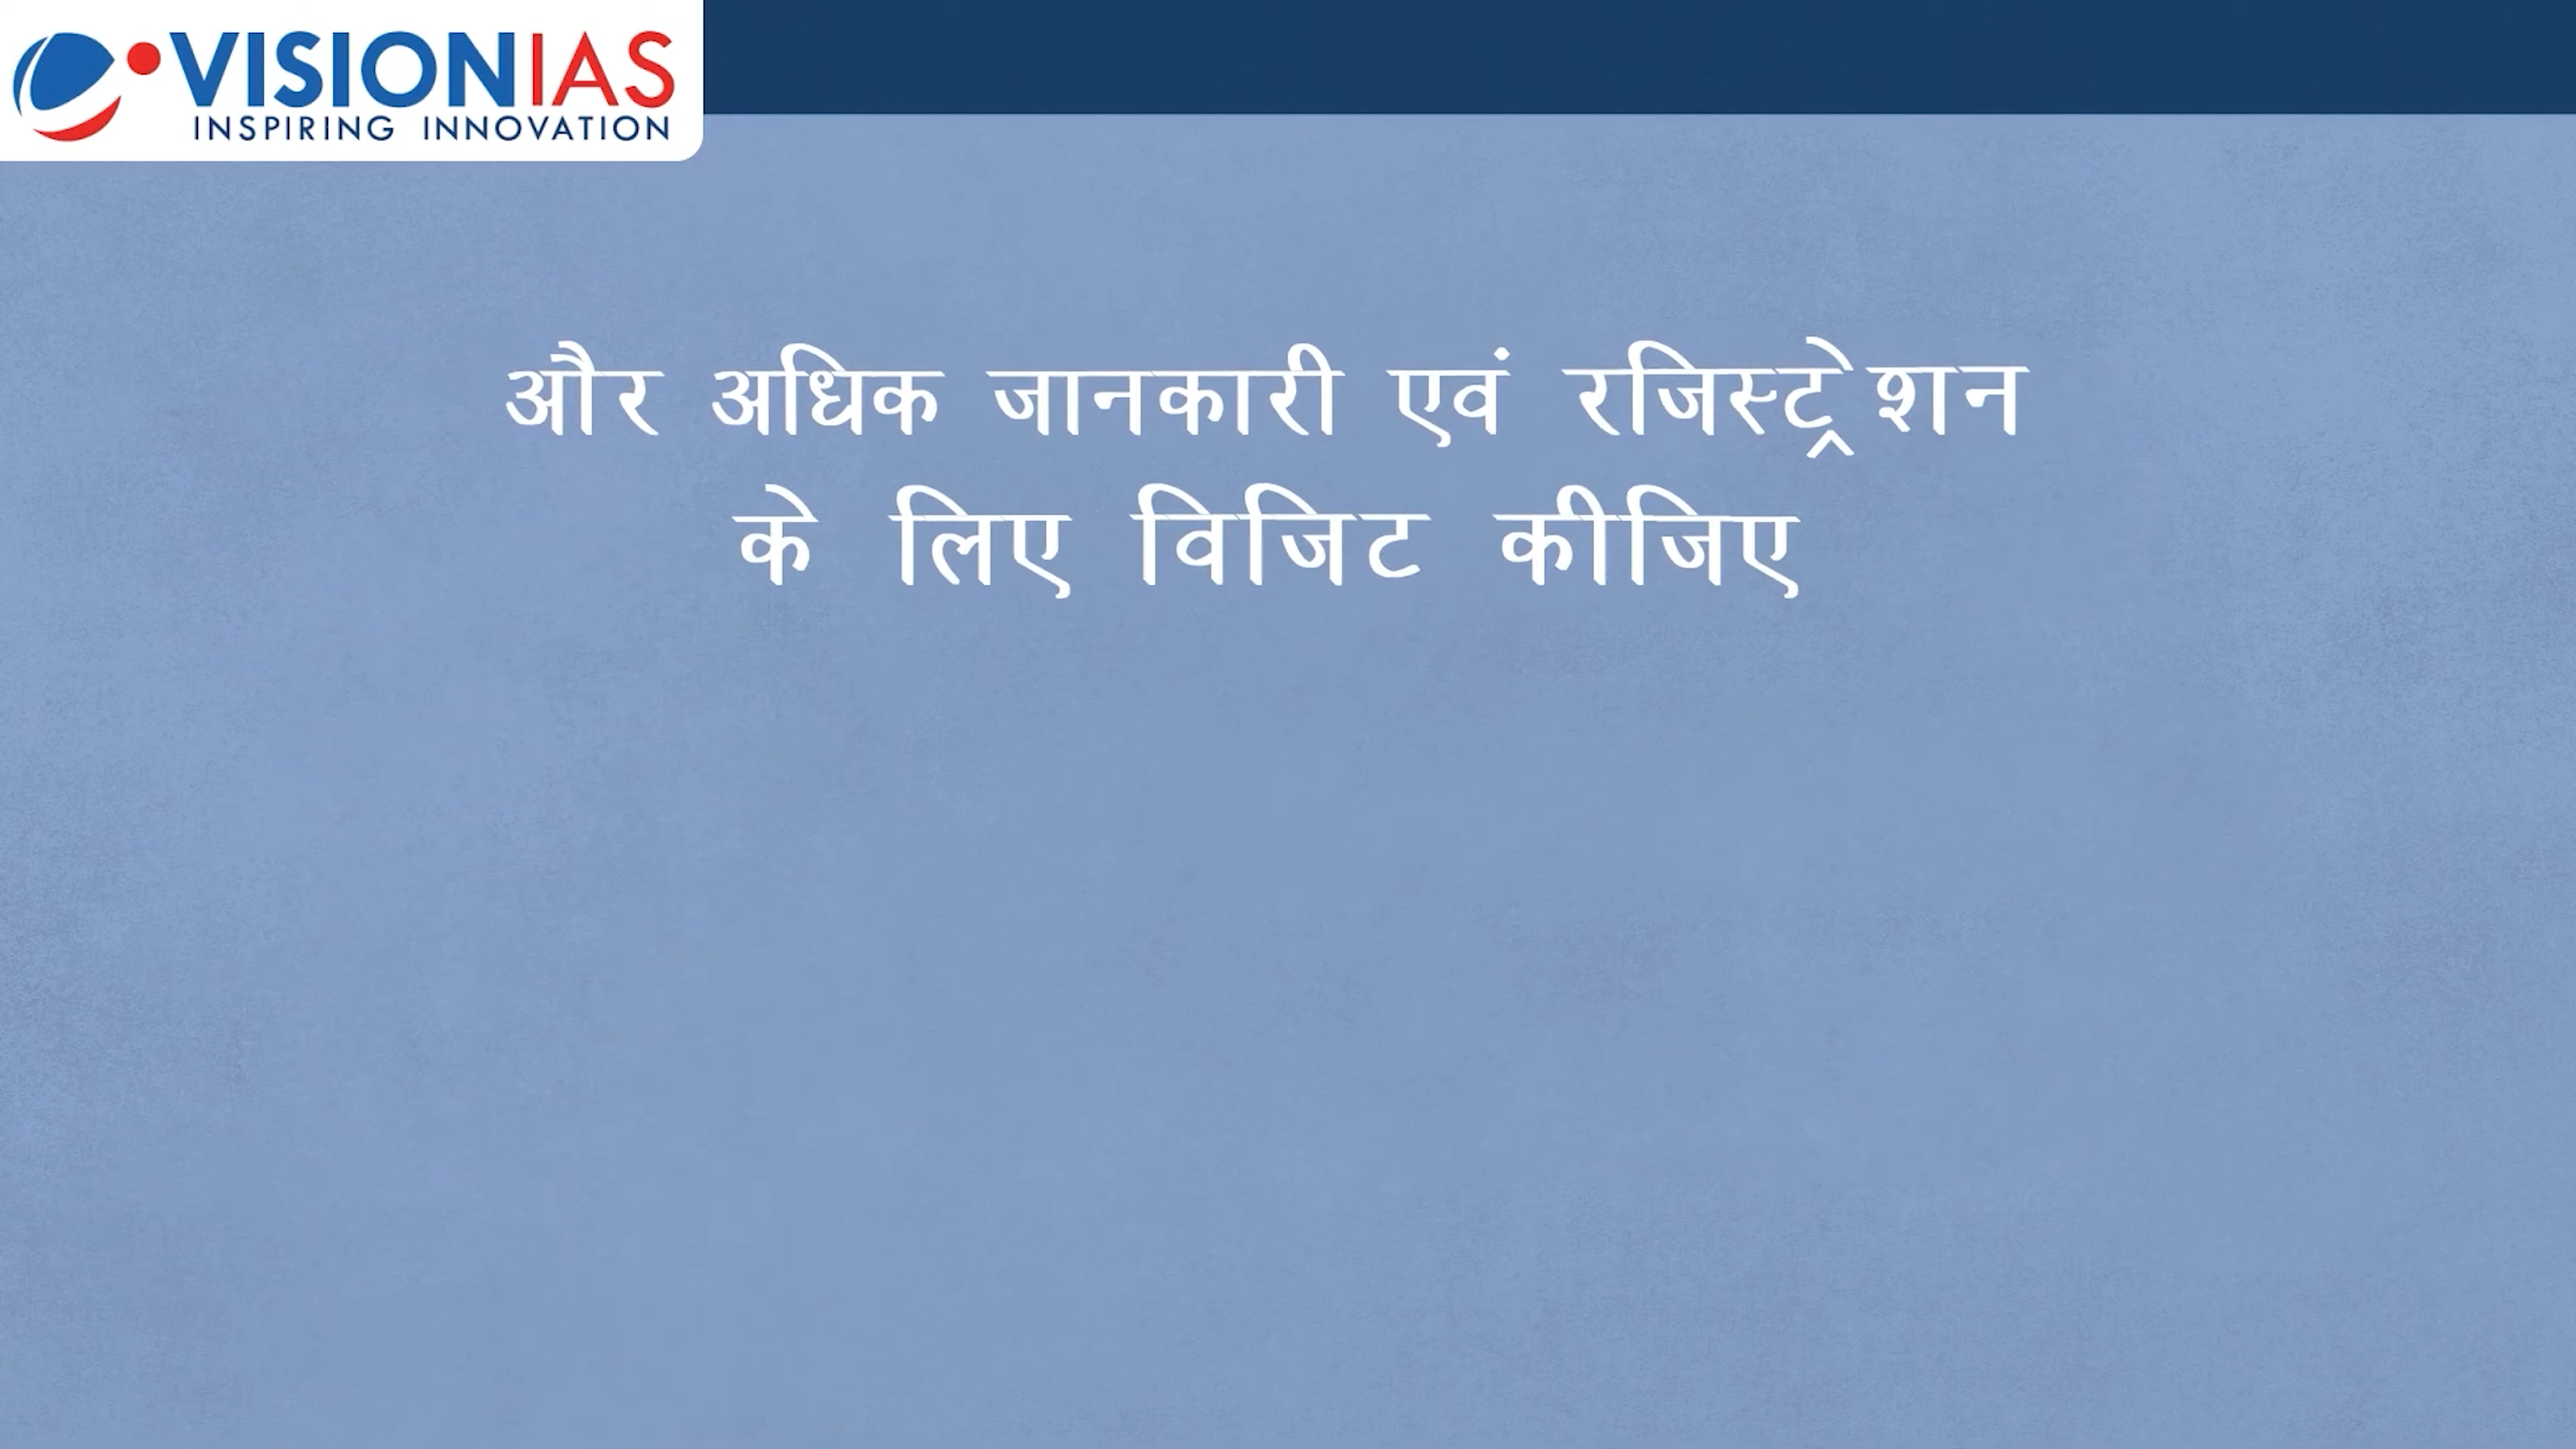 VISIONIAS
INSPIRING INNOVATION
और अधिक जानकारी एवं रजिस्ट्रेशन
के लिए विजिट कीजिए